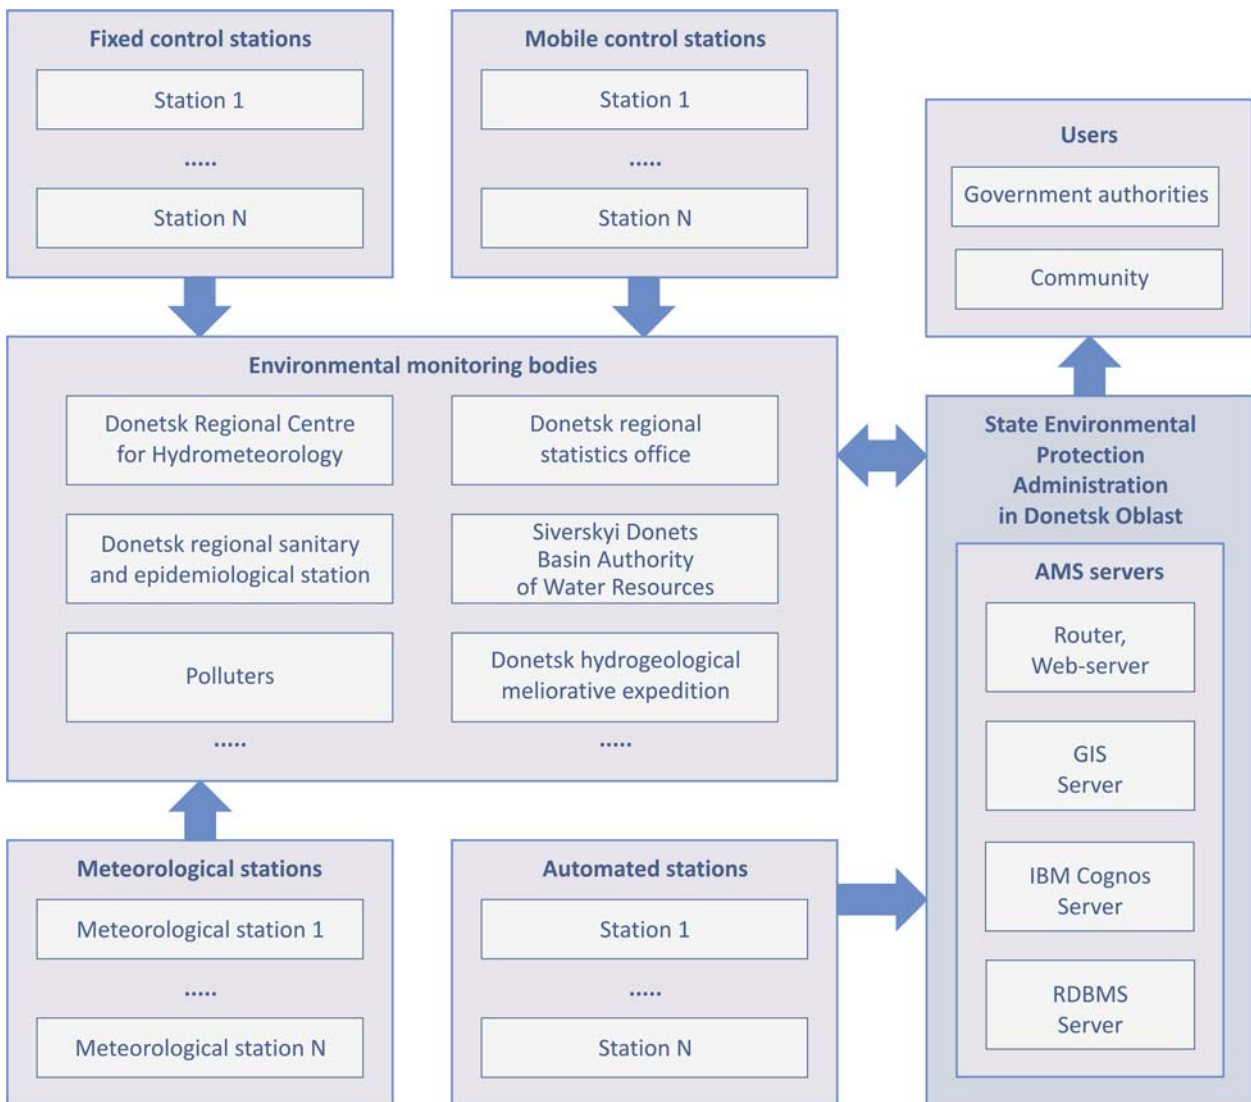 Fixed control stations
Station 1
.....
Station N
Mobile control stations
Station 1
.....
Station N
Users
Government authorities
Community
Environmental monitoring bodies
Donetsk Regional Centre
for Hydrometeorology
Donetsk regional
statistics office
Donetsk regional sanitary
and epidemiological station
Siverskyi Donets
Basin Authority
of Water Resources
Polluters
Donetsk hydrogeological
meliorative expedition
.....
.....
State Environmental
Protection
Administration
in Donetsk Oblast
AMS servers
Router,
Web-server
GIS
Server
IBM Cognos
Server
RDBMS
Server
Meteorological stations
Meteorological station 1
.....
Meteorological station N
Automated stations
Station 1
.....
Station N